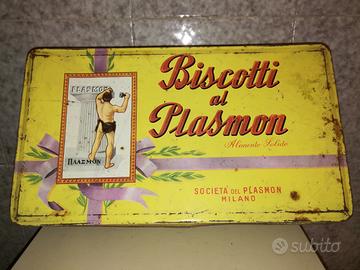 Biscotti
al
Plasmon
Alimento Solido
PLASMON
ΠΛΑΣΜΟΝ
SOCIETÀ DEL PLASMON
MILANO
subito